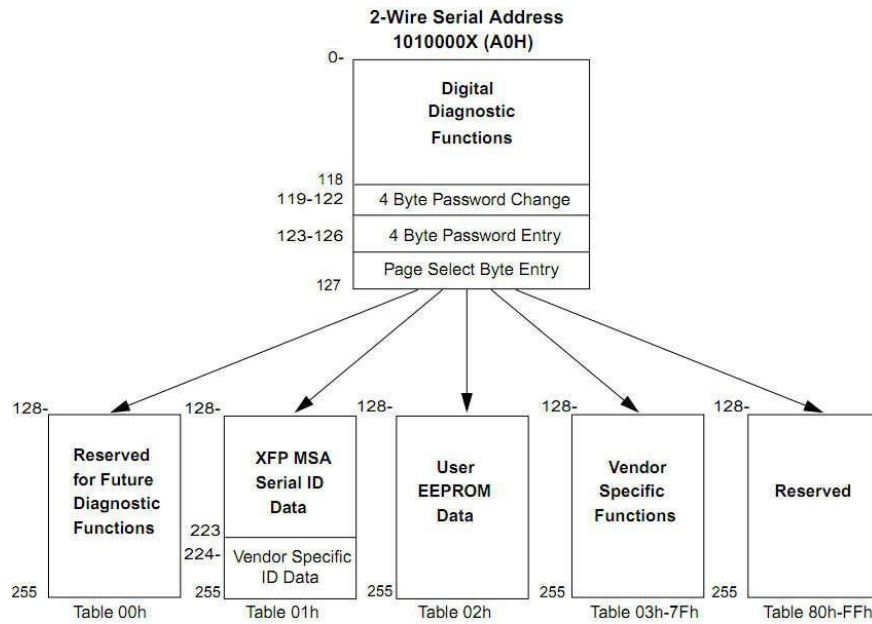 2-Wire Serial Address
1010000X (A0H)
0-
Digital
Diagnostic
Functions
118
119-122
4 Byte Password Change
123-126
4 Byte Password Entry
Page Select Byte Entry
127
128-
Reserved
for Future
Diagnostic
Functions
255
Table 00h
128-
XFP MSA
Serial ID
Data
223
224-
Vendor Specific
ID Data
255
Table 01h
128-
User
EEPROM
Data
255
Table 02h
128-
Vendor
Specific
Functions
255
Table 03h-7Fh
128-
Reserved
255
Table 80h-FFh